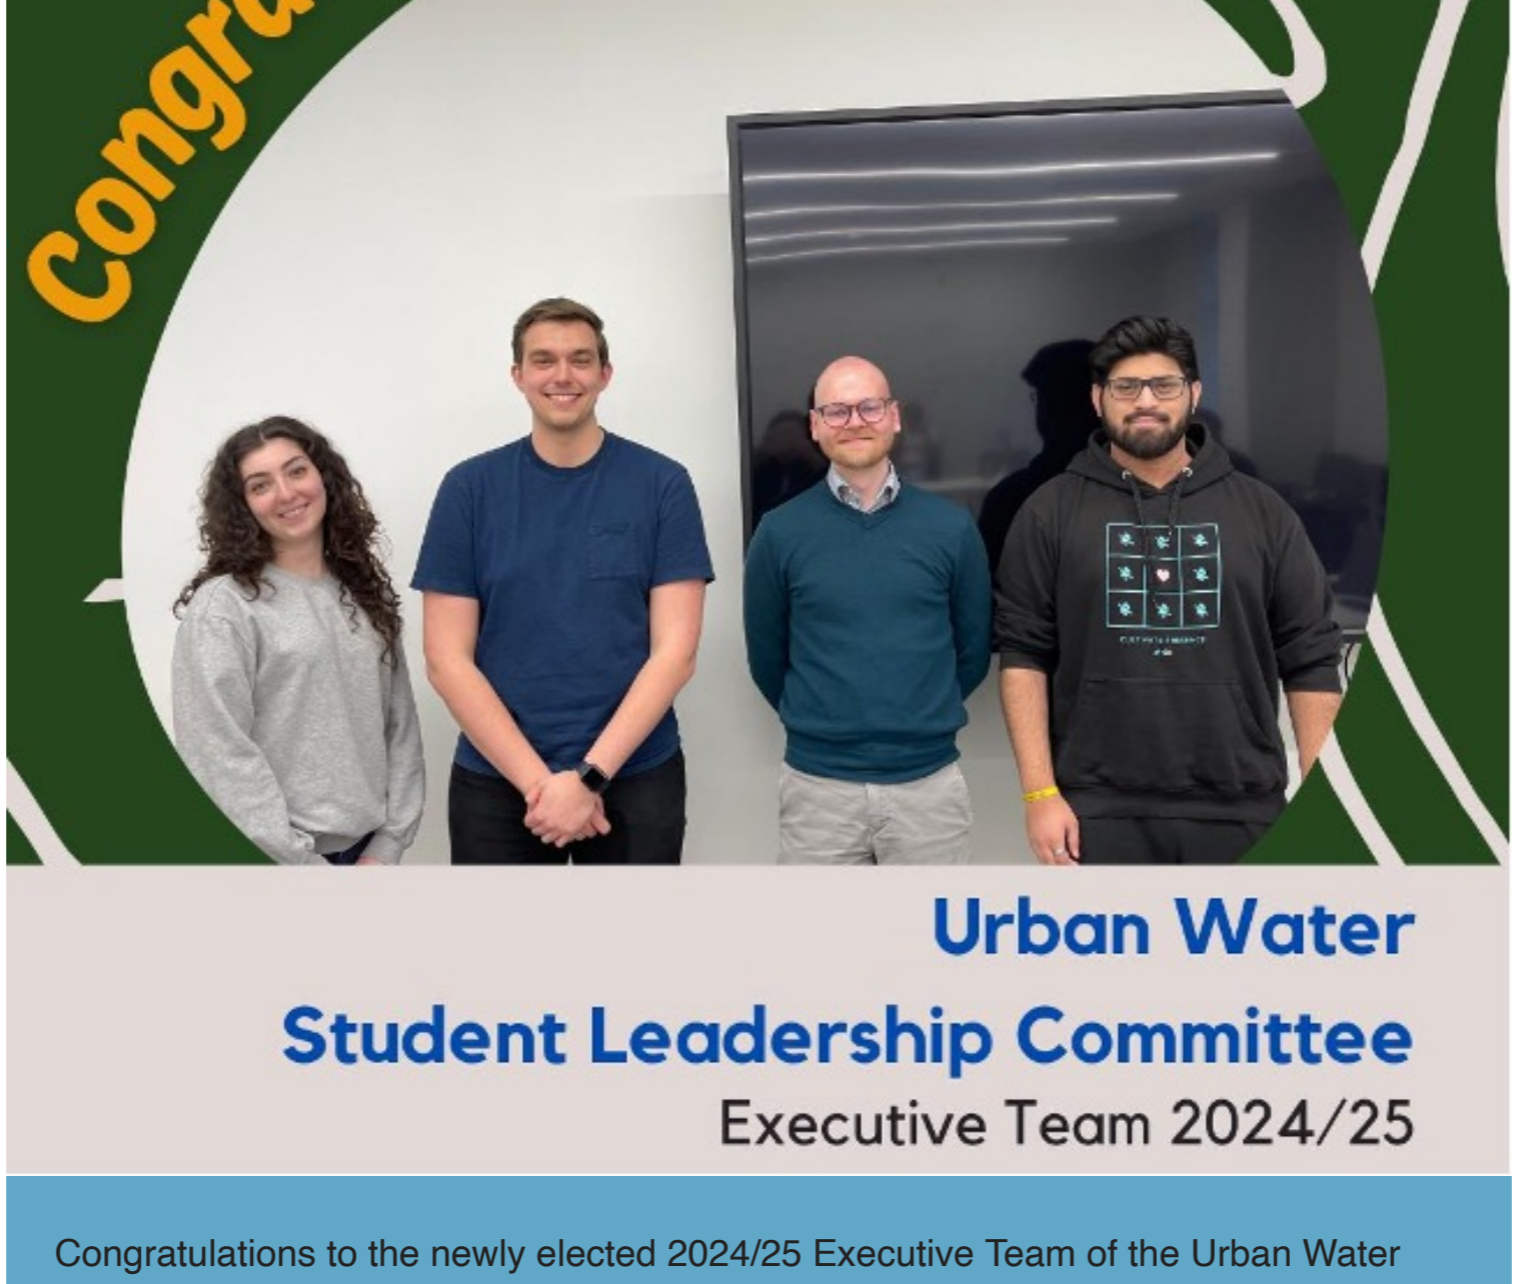 Congra
Urban Water
Student Leadership Committee
Executive Team 2024/25
Congratulations to the newly elected 2024/25 Executive Team of the Urban Water